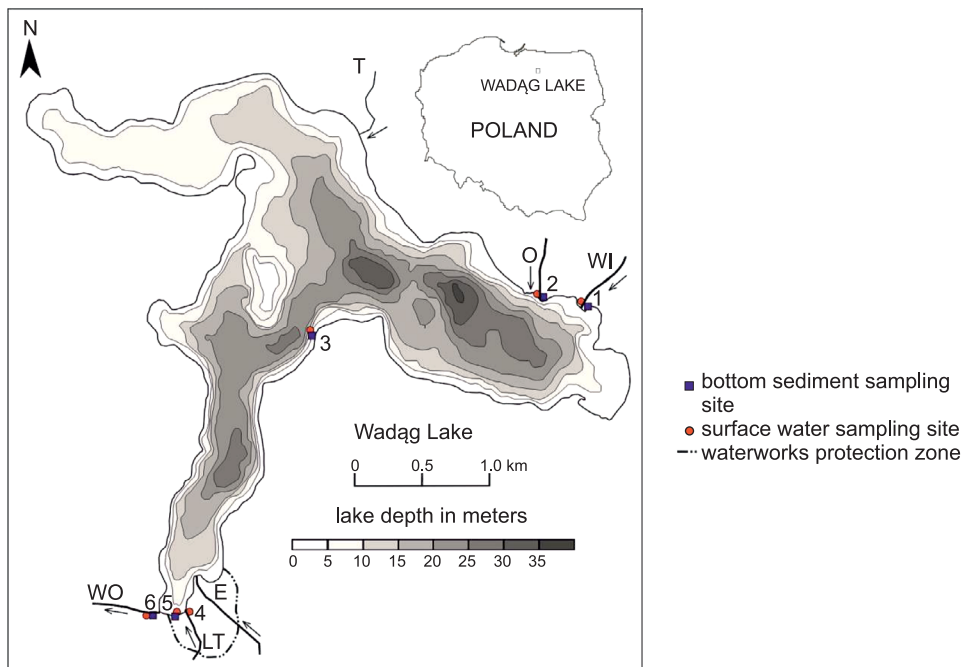 N
T
WADĄG LAKE
POLAND
O
WI
2
1
3
Wadąg Lake
0 0.5 1.0 km
lake depth in meters
0 5 10 15 20 25 30 35
WO
6 5 4
E
LT
bottom sediment sampling
site
surface water sampling site
waterworks protection zone